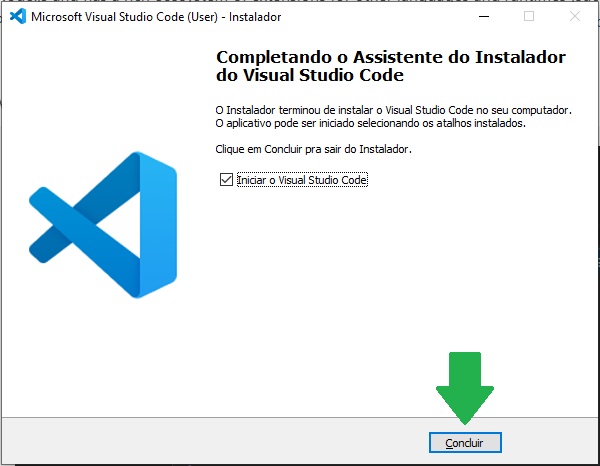 Microsoft Visual Studio Code (User) - Instalador
Completando o Assistente do Instalador
do Visual Studio Code
O Instalador terminou de instalar o Visual Studio Code no seu computador.
O aplicativo pode ser iniciado selecionando os atalhos instalados.
Clique em Concluir pra sair do Instalador.
Iniciar o Visual Studio Code
Concluir